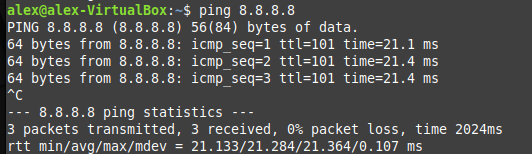 alex@alex-VirtualBox:~$ ping 8.8.8.8
PING 8.8.8.8 (8.8.8.8) 56(84) bytes of data.
64 bytes from 8.8.8.8: icmp_seq=1 ttl=101 time=21.1 ms
64 bytes from 8.8.8.8: icmp_seq=2 ttl=101 time=21.4 ms
64 bytes from 8.8.8.8: icmp_seq=3 ttl=101 time=21.4 ms
^C
--- 8.8.8.8 ping statistics ---
3 packets transmitted, 3 received, 0% packet loss, time 2024ms
rtt min/avg/max/mdev = 21.133/21.284/21.364/0.107 ms